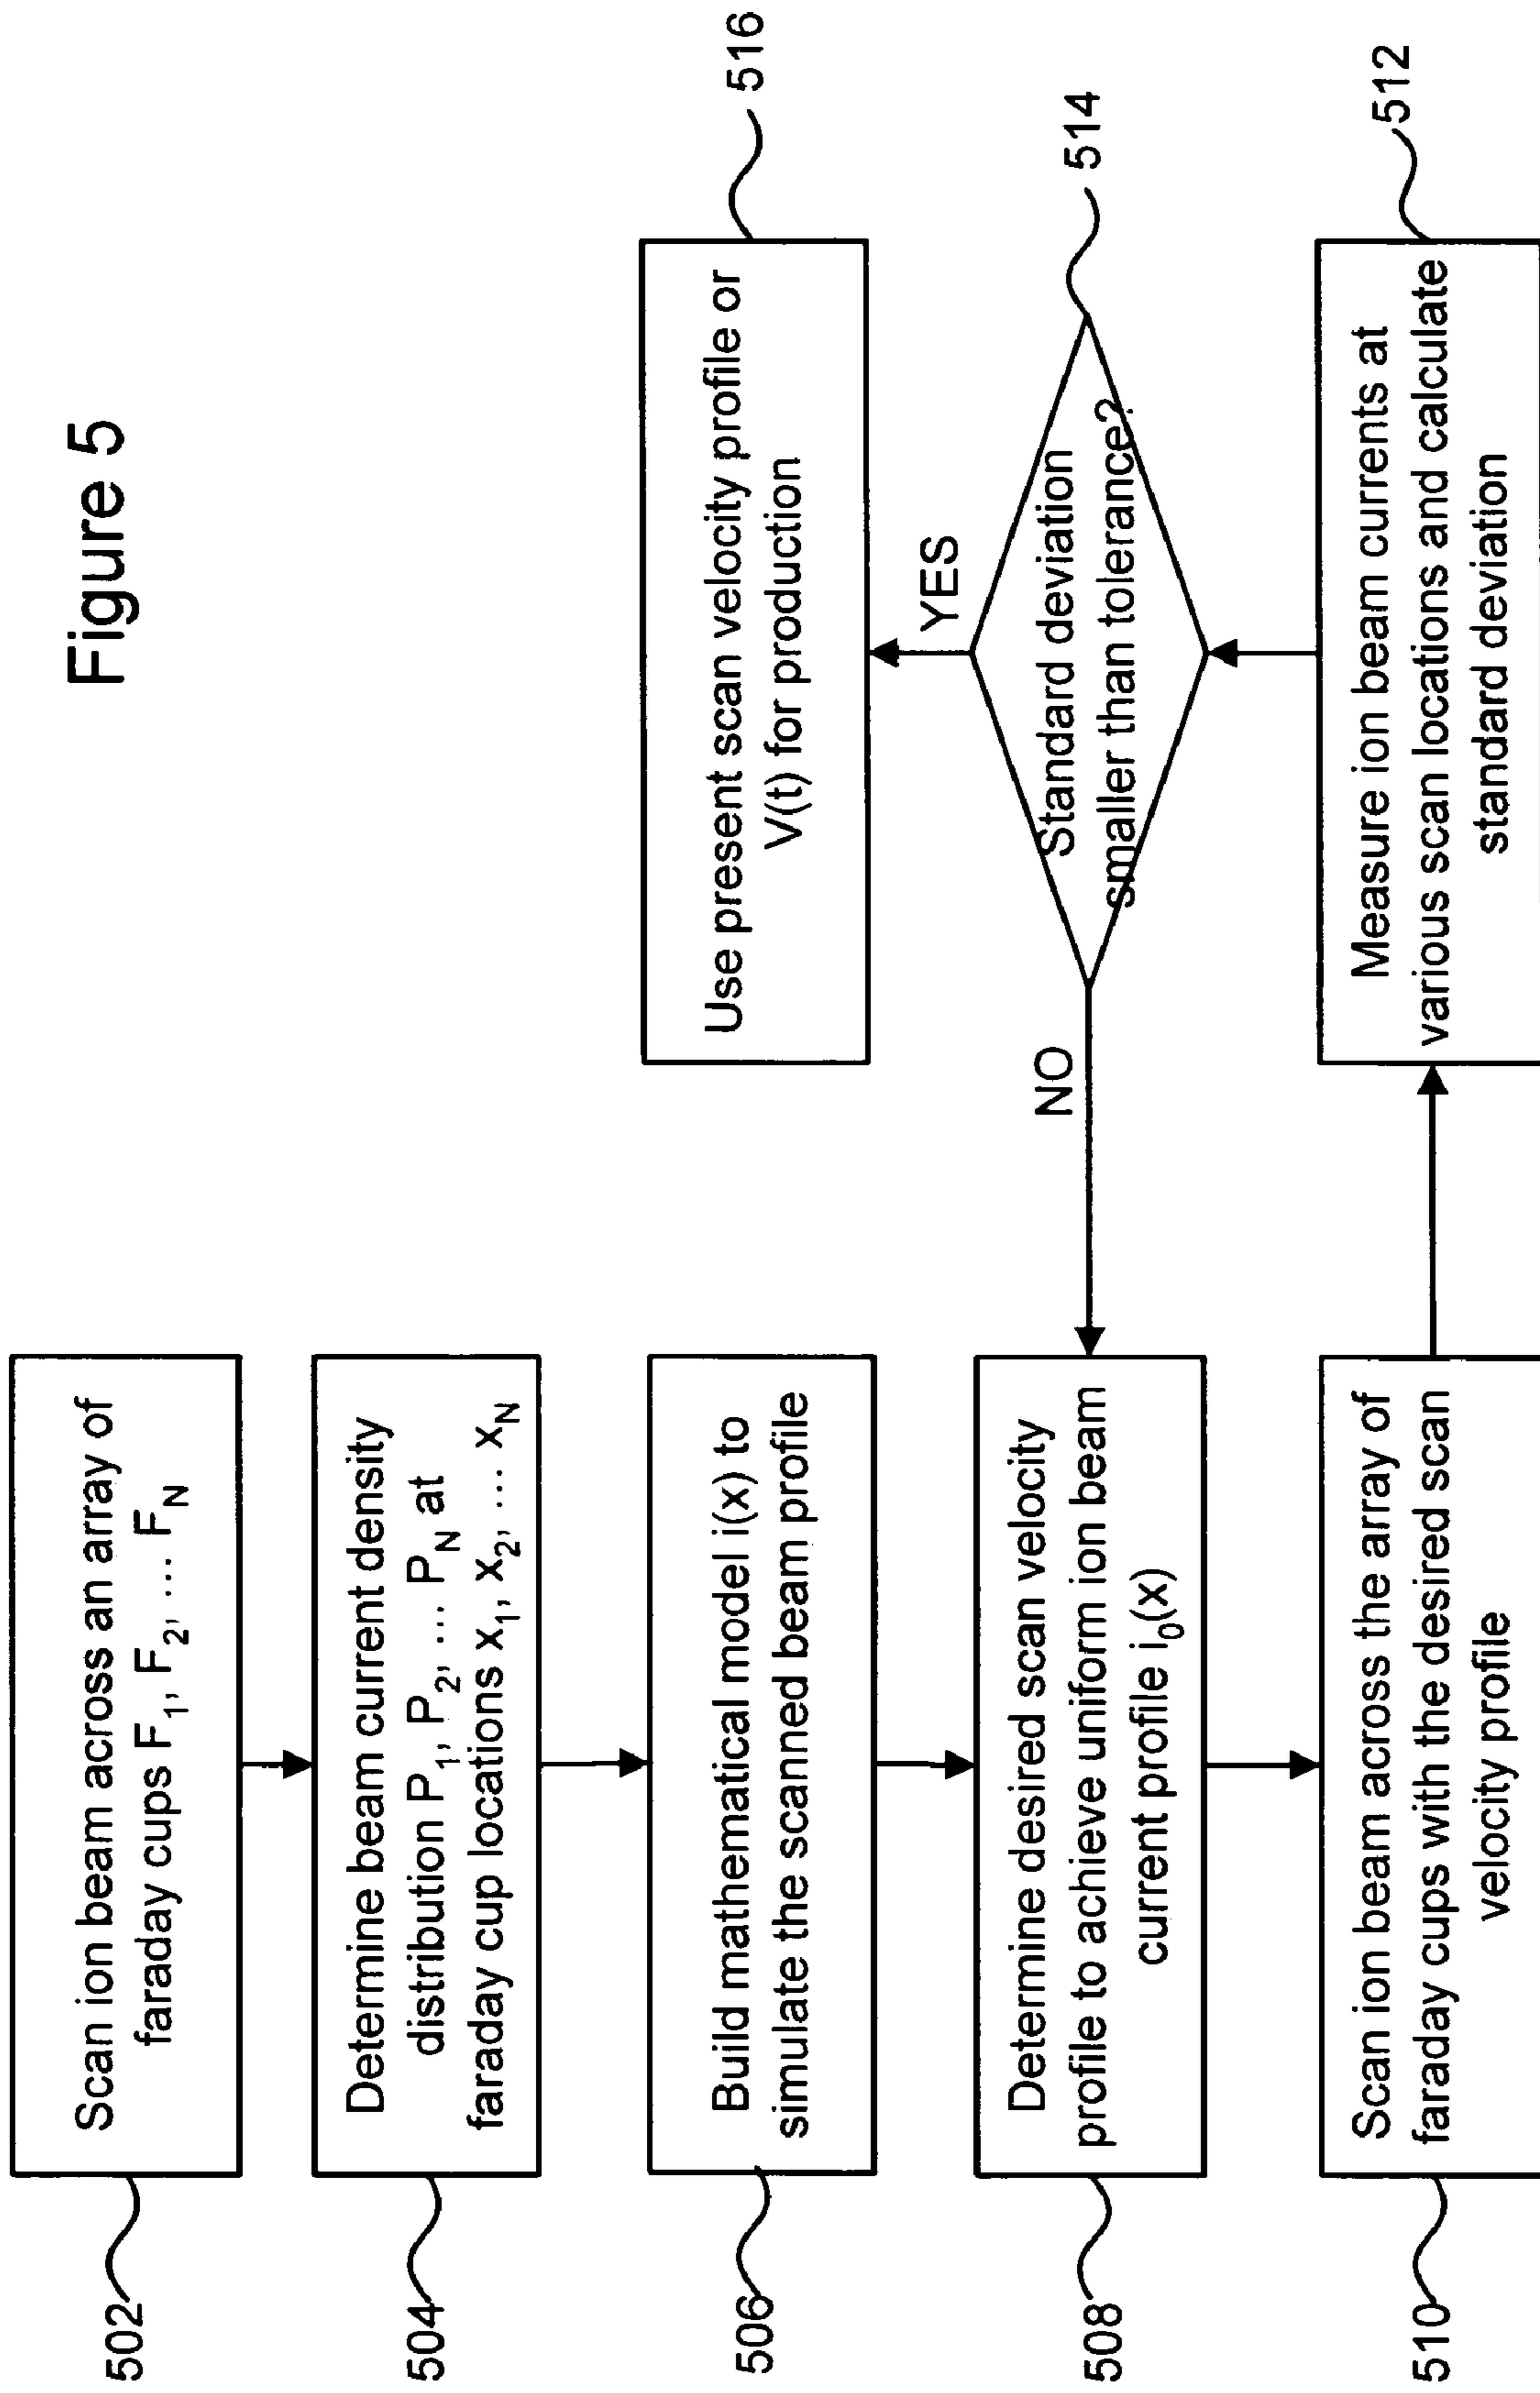 Figure 5
502
Scan ion beam across an array of
faraday cups F₁, F₂, ... F_N
504
Determine beam current density
distribution P₁, P₂, ... P_N at
faraday cup locations x₁, x₂, ... x_N
506
Build mathematical model i(x) to
simulate the scanned beam profile
508
Determine desired scan velocity
profile to achieve uniform ion beam
current profile i₀(x)
510
Scan ion beam across the array of
faraday cups with the desired scan
velocity profile
512
Measure ion beam currents at
various scan locations and calculate
standard deviation
514
Standard deviation
smaller than tolerance?
NO
YES
516
Use present scan velocity profile or
V(t) for production